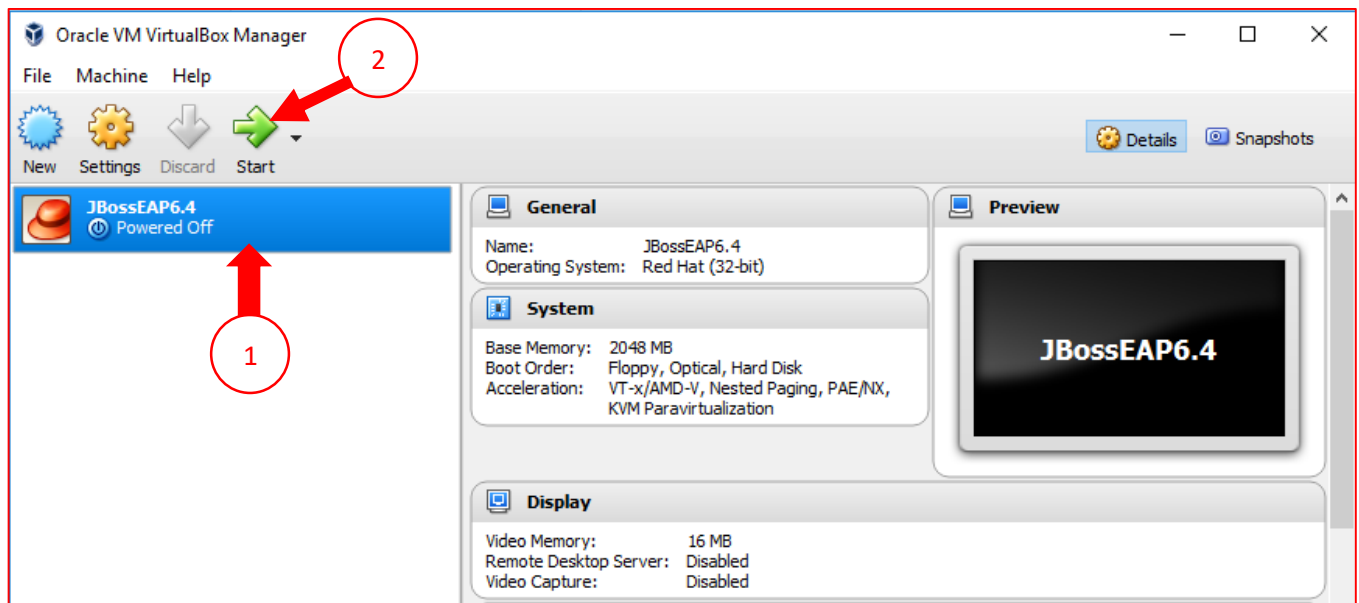 Oracle VM VirtualBox Manager
2
File Machine Help
New Settings Discard Start
Details Snapshots
JBossEAP6.4
Powered Off
1
General
Name: JBossEAP6.4
Operating System: Red Hat (32-bit)
System
Base Memory: 2048 MB
Boot Order: Floppy, Optical, Hard Disk
Acceleration: VT-x/AMD-V, Nested Paging, PAE/NX,
KVM Paravirtualization
Preview
JBossEAP6.4
Display
Video Memory: 16 MB
Remote Desktop Server: Disabled
Video Capture: Disabled